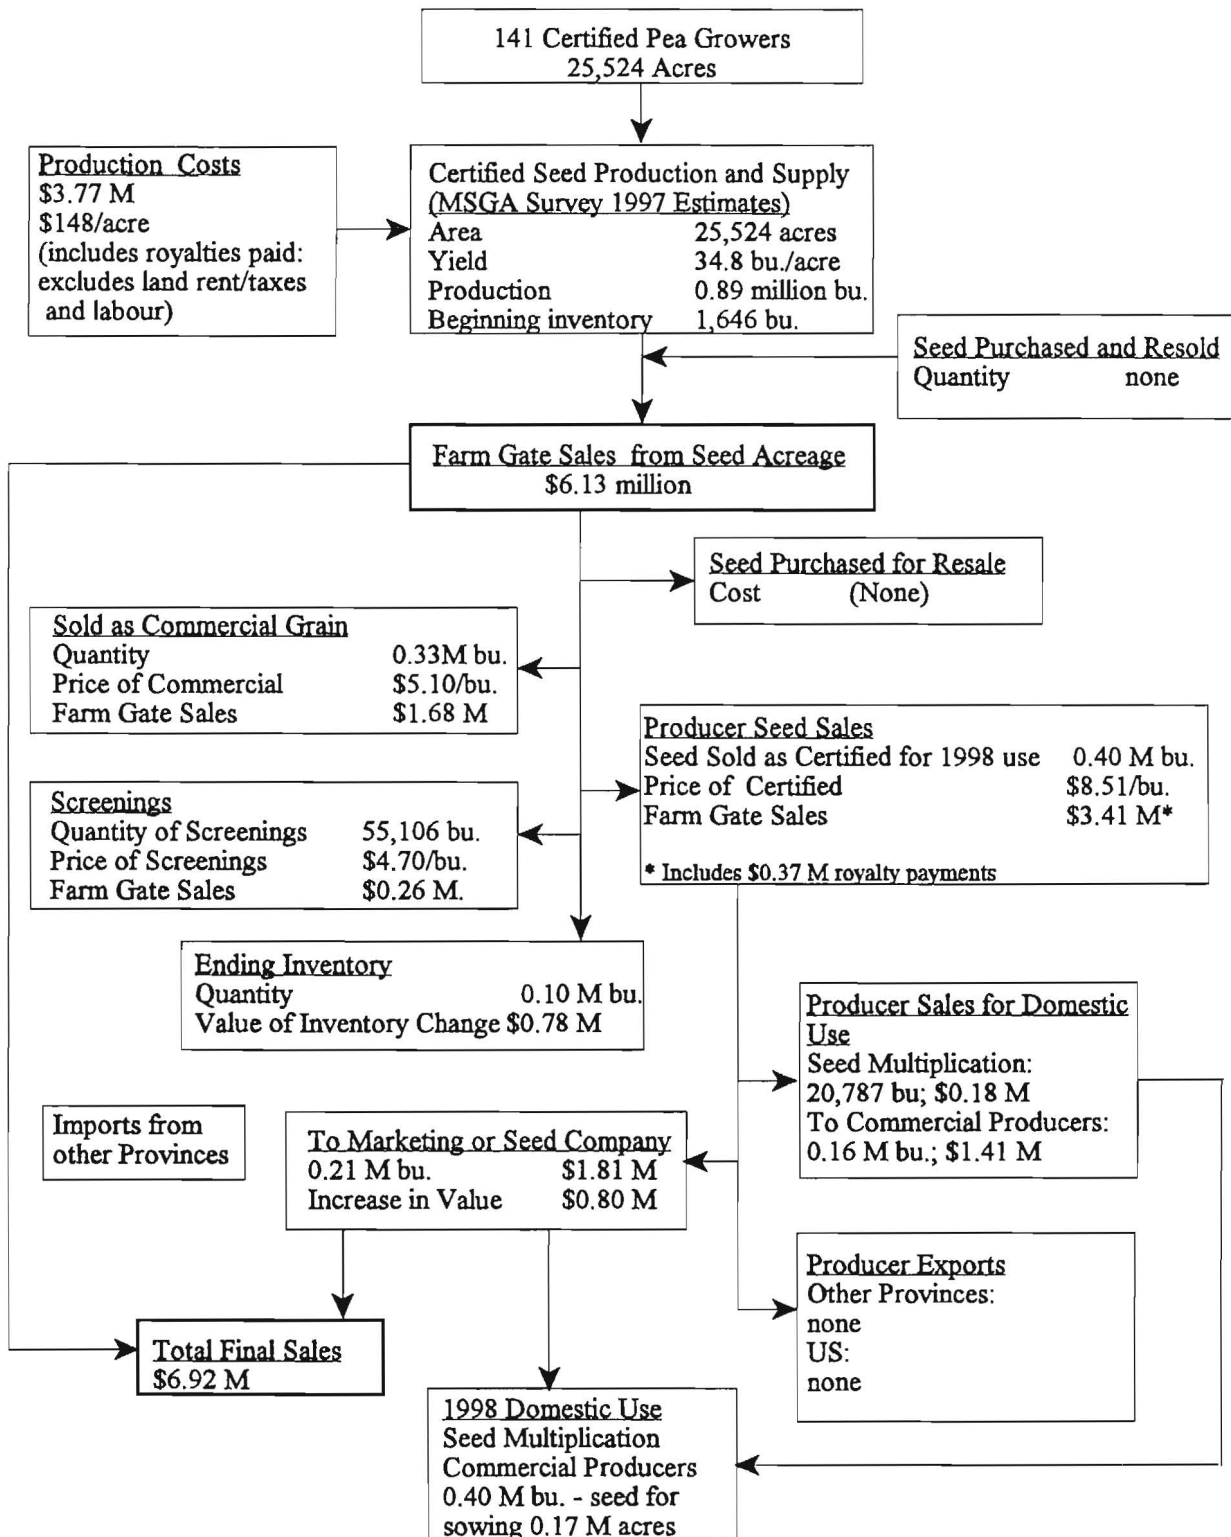 141 Certified Pea Growers
25,524 Acres
Production Costs
$3.77 M
$148/acre
(includes royalties paid:
excludes land rent/taxes
and labour)
Certified Seed Production and Supply
(MSGA Survey 1997 Estimates)
Area 25,524 acres
Yield 34.8 bu./acre
Production 0.89 million bu.
Beginning inventory 1,646 bu.
Seed Purchased and Resold
Quantity none
Farm Gate Sales from Seed Acreage
$6.13 million
Seed Purchased for Resale
Cost (None)
Sold as Commercial Grain
Quantity 0.33M bu.
Price of Commercial $5.10/bu.
Farm Gate Sales $1.68 M
Producer Seed Sales
Seed Sold as Certified for 1998 use 0.40 M bu.
Price of Certified $8.51/bu.
Farm Gate Sales $3.41 M*
* Includes $0.37 M royalty payments
Screenings
Quantity of Screenings 55,106 bu.
Price of Screenings $4.70/bu.
Farm Gate Sales $0.26 M.
Ending Inventory
Quantity 0.10 M bu.
Value of Inventory Change $0.78 M
Producer Sales for Domestic
Use
Seed Multiplication:
20,787 bu; $0.18 M
To Commercial Producers:
0.16 M bu.; $1.41 M
Imports from
other Provinces
To Marketing or Seed Company
0.21 M bu. $1.81 M
Increase in Value $0.80 M
Producer Exports
Other Provinces:
none
US:
none
Total Final Sales
$6.92 M
1998 Domestic Use
Seed Multiplication
Commercial Producers
0.40 M bu. - seed for
sowing 0.17 M acres